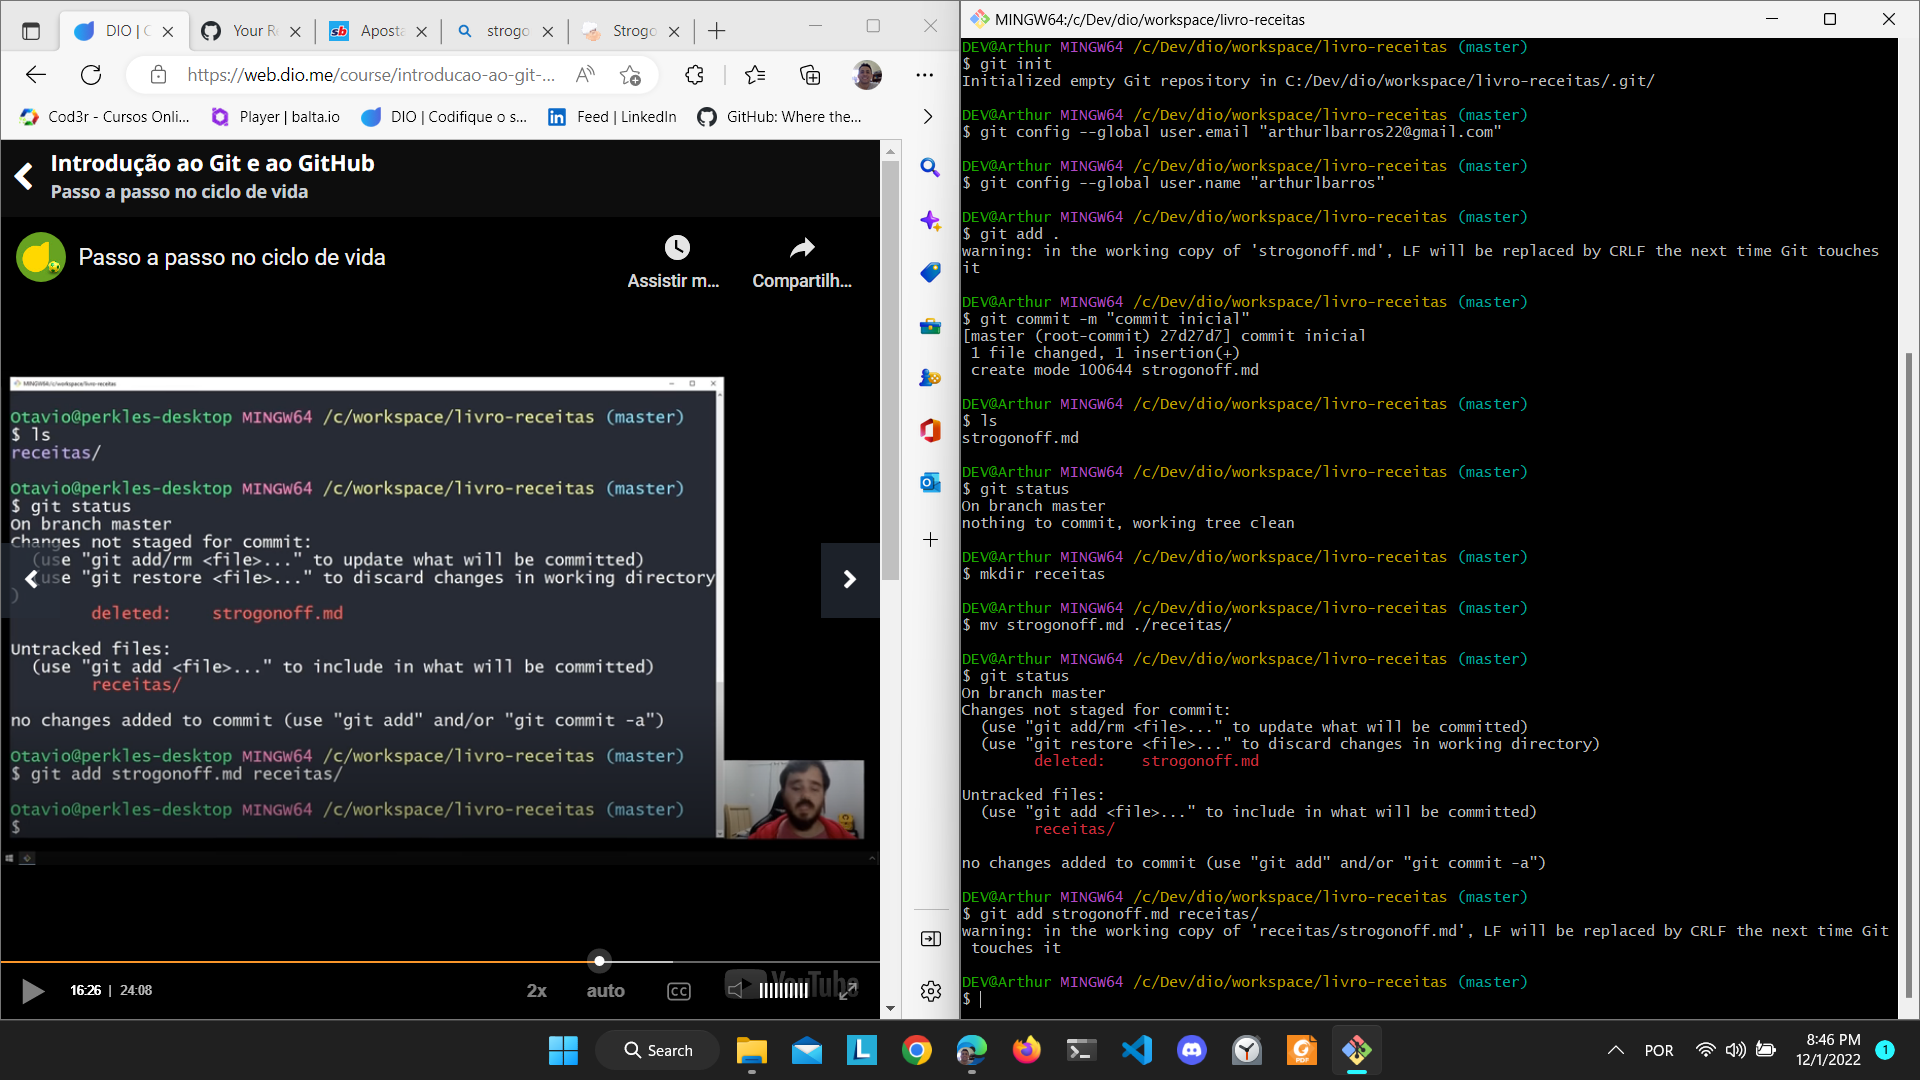 DIO | C
Your R
Aposta
strogo
Strogo
https://web.dio.me/course/introducao-ao-git-...
Cod3r - Cursos Onli...
Player | balta.io
DIO | Codifique o s...
Feed | LinkedIn
GitHub: Where the...
Introdução ao Git e ao GitHub
Passo a passo no ciclo de vida
Passo a passo no ciclo de vida
Assistir m...
Compartilh...
MINGW64:/c/workspace/livro-receitas
Otavio@perkles-desktop MINGW64 /c/workspace/livro-receitas (master)
$ ls
receitas/
Otavio@perkles-desktop MINGW64 /c/workspace/livro-receitas (master)
$ git status
On branch master
Changes not staged for commit:
(use "git add/rm <file>..." to update what will be committed)
use "git restore <file>..." to discard changes in working directory
)
deleted: strogonoff.md
Untracked files:
(use "git add <file>..." to include in what will be committed)
receitas/
no changes added to commit (use "git add" and/or "git commit -a")
Otavio@perkles-desktop MINGW64 /c/workspace/livro-receitas (master)
$ git add strogonoff.md receitas/
Otavio@perkles-desktop MINGW64 /c/workspace/livro-receitas (master)
$
16:26 | 24:08
2x
auto
CC
YouTube
MINGW64:/c/Dev/dio/workspace/livro-receitas
DEV@Arthur MINGW64 /c/Dev/dio/workspace/livro-receitas (master)
$ git init
Initialized empty Git repository in C:/Dev/dio/workspace/livro-receitas/.git/
DEV@Arthur MINGW64 /c/Dev/dio/workspace/livro-receitas (master)
$ git config --global user.email "arthurlbarros22@gmail.com"
DEV@Arthur MINGW64 /c/Dev/dio/workspace/livro-receitas (master)
$ git config --global user.name "arthurlbarros"
DEV@Arthur MINGW64 /c/Dev/dio/workspace/livro-receitas (master)
$ git add .
warning: in the working copy of 'strogonoff.md', LF will be replaced by CRLF the next time Git touches
it
DEV@Arthur MINGW64 /c/Dev/dio/workspace/livro-receitas (master)
$ git commit -m "commit inicial"
[master (root-commit) 27d27d7] commit inicial
1 file changed, 1 insertion(+)
create mode 100644 strogonoff.md
DEV@Arthur MINGW64 /c/Dev/dio/workspace/livro-receitas (master)
$ ls
strogonoff.md
DEV@Arthur MINGW64 /c/Dev/dio/workspace/livro-receitas (master)
$ git status
On branch master
nothing to commit, working tree clean
DEV@Arthur MINGW64 /c/Dev/dio/workspace/livro-receitas (master)
$ mkdir receitas
DEV@Arthur MINGW64 /c/Dev/dio/workspace/livro-receitas (master)
$ mv strogonoff.md ./receitas/
DEV@Arthur MINGW64 /c/Dev/dio/workspace/livro-receitas (master)
$ git status
On branch master
Changes not staged for commit:
(use "git add/rm <file>..." to update what will be committed)
(use "git restore <file>..." to discard changes in working directory)
deleted: strogonoff.md
Untracked files:
(use "git add <file>..." to include in what will be committed)
receitas/
no changes added to commit (use "git add" and/or "git commit -a")
DEV@Arthur MINGW64 /c/Dev/dio/workspace/livro-receitas (master)
$ git add strogonoff.md receitas/
warning: in the working copy of 'receitas/strogonoff.md', LF will be replaced by CRLF the next time Git
touches it
DEV@Arthur MINGW64 /c/Dev/dio/workspace/livro-receitas (master)
$
Search
POR
8:46 PM
12/1/2022
1